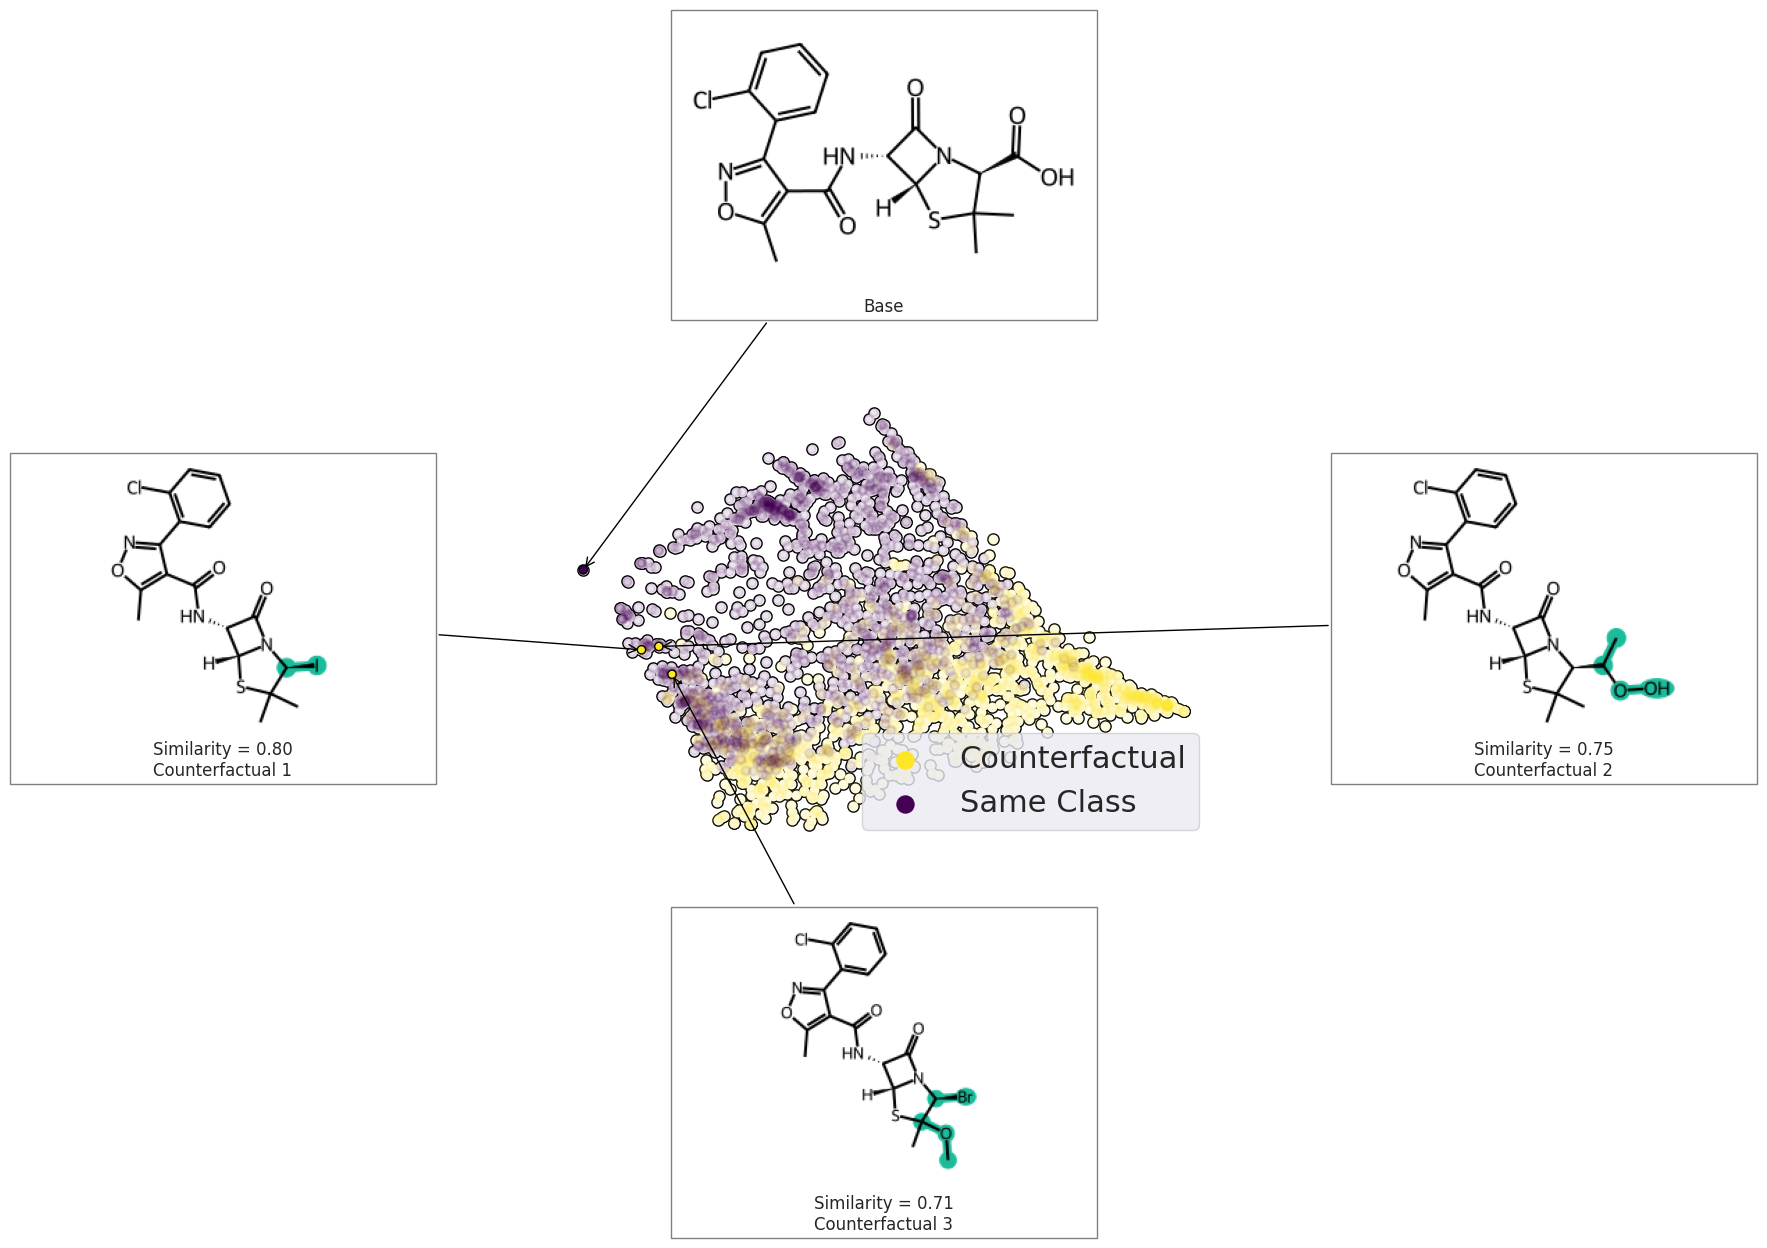 Cl
O
O
HN
N
N
OH
O
H
S
O
Base
Cl
N
O
O
O
HN
N
H
I
S
Similarity = 0.80
Counterfactual 1
Cl
N
O
O
O
HN
N
H
S
O
OH
Similarity = 0.75
Counterfactual 2
Counterfactual
Same Class
Cl
N
O
O
O
HN
N
H
Br
S
O
Similarity = 0.71
Counterfactual 3